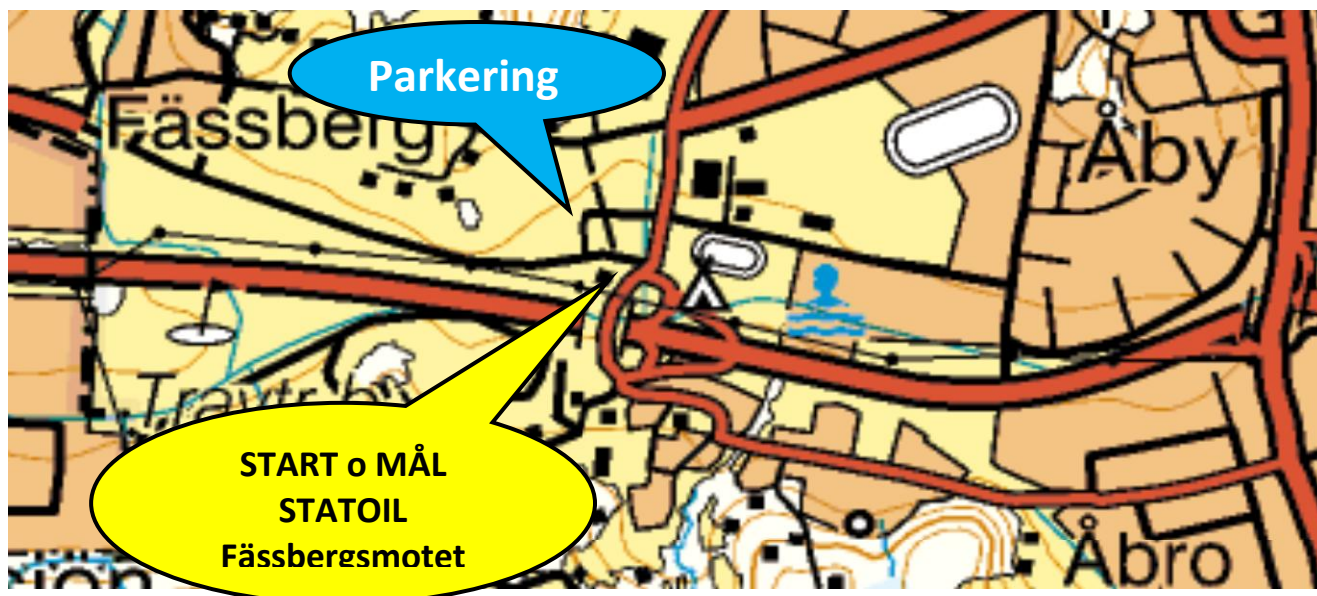 Parkering
Fässberg
Åby
START o MÅL
STATOIL
Fässbergsmotet
Åbro